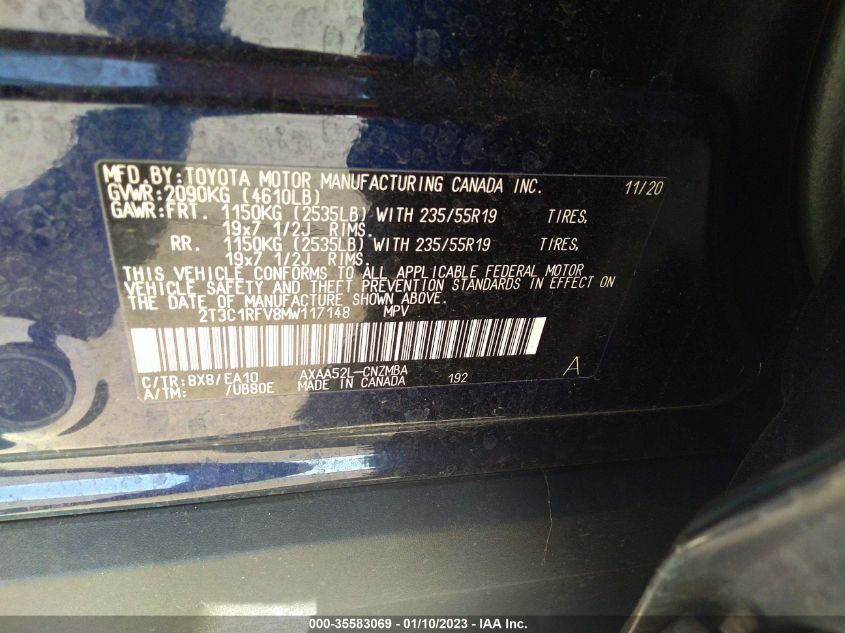 MFD.BY:TOYOTA MOTOR MANUFACTURING CANADA INC. 11/20
GVWR:2090KG (4610LB)
GAWR:FRT. 1150KG (2535LB) WITH 235/55R19 TIRES,
19x7 1/2J RIMS.
RR. 1150KG (2535LB) WITH 235/55R19 TIRES,
19x7 1/2J RIMS.
THIS VEHICLE CONFORMS TO ALL APPLICABLE FEDERAL MOTOR
VEHICLE SAFETY AND THEFT PREVENTION STANDARDS IN EFFECT ON
THE DATE OF MANUFACTURE SHOWN ABOVE.
2T3C1RFV8MW117148 MPV
C/TR:8X8/EA10 AXAA52L-CNZMBA A
A/TM: /UB80E MADE IN CANADA 192
000-35583069 - 01/10/2023 - IAA Inc.